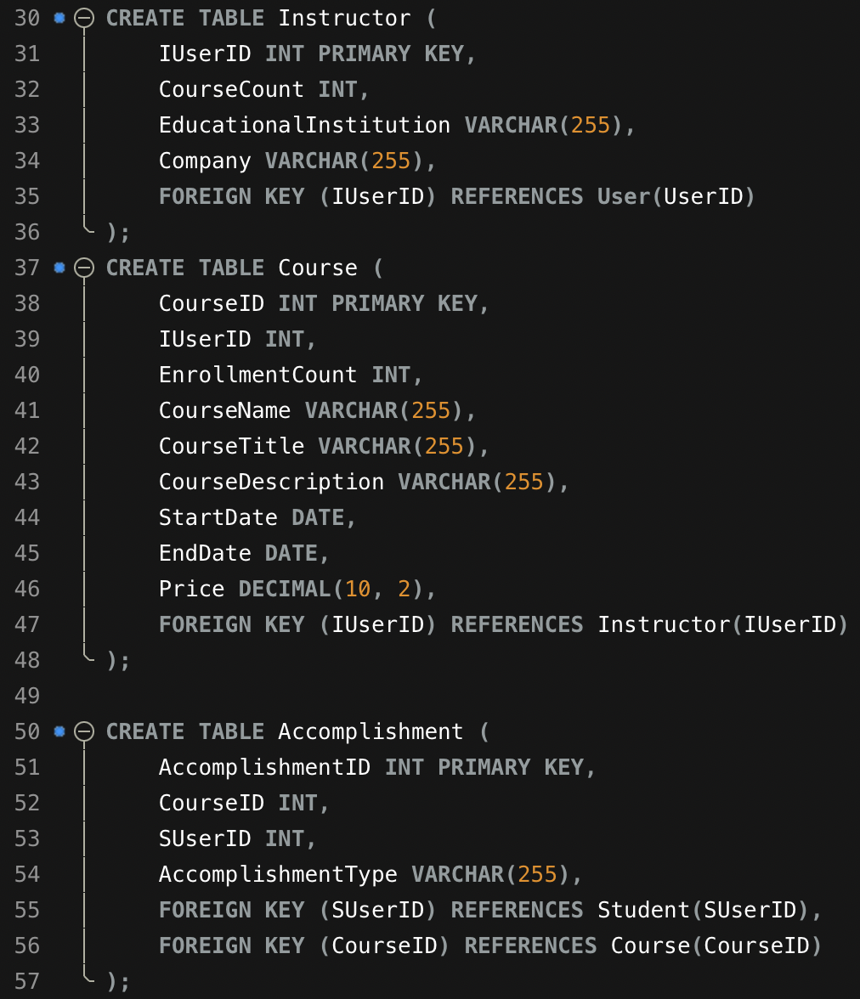 30 CREATE TABLE Instructor (
31     IUserID INT PRIMARY KEY,
32     CourseCount INT,
33     EducationalInstitution VARCHAR(255),
34     Company VARCHAR(255),
35     FOREIGN KEY (IUserID) REFERENCES User(UserID)
36 );
37 CREATE TABLE Course (
38     CourseID INT PRIMARY KEY,
39     IUserID INT,
40     EnrollmentCount INT,
41     CourseName VARCHAR(255),
42     CourseTitle VARCHAR(255),
43     CourseDescription VARCHAR(255),
44     StartDate DATE,
45     EndDate DATE,
46     Price DECIMAL(10, 2),
47     FOREIGN KEY (IUserID) REFERENCES Instructor(IUserID)
48 );
49
50 CREATE TABLE Accomplishment (
51     AccomplishmentID INT PRIMARY KEY,
52     CourseID INT,
53     SUserID INT,
54     AccomplishmentType VARCHAR(255),
55     FOREIGN KEY (SUserID) REFERENCES Student(SUserID),
56     FOREIGN KEY (CourseID) REFERENCES Course(CourseID)
57 );